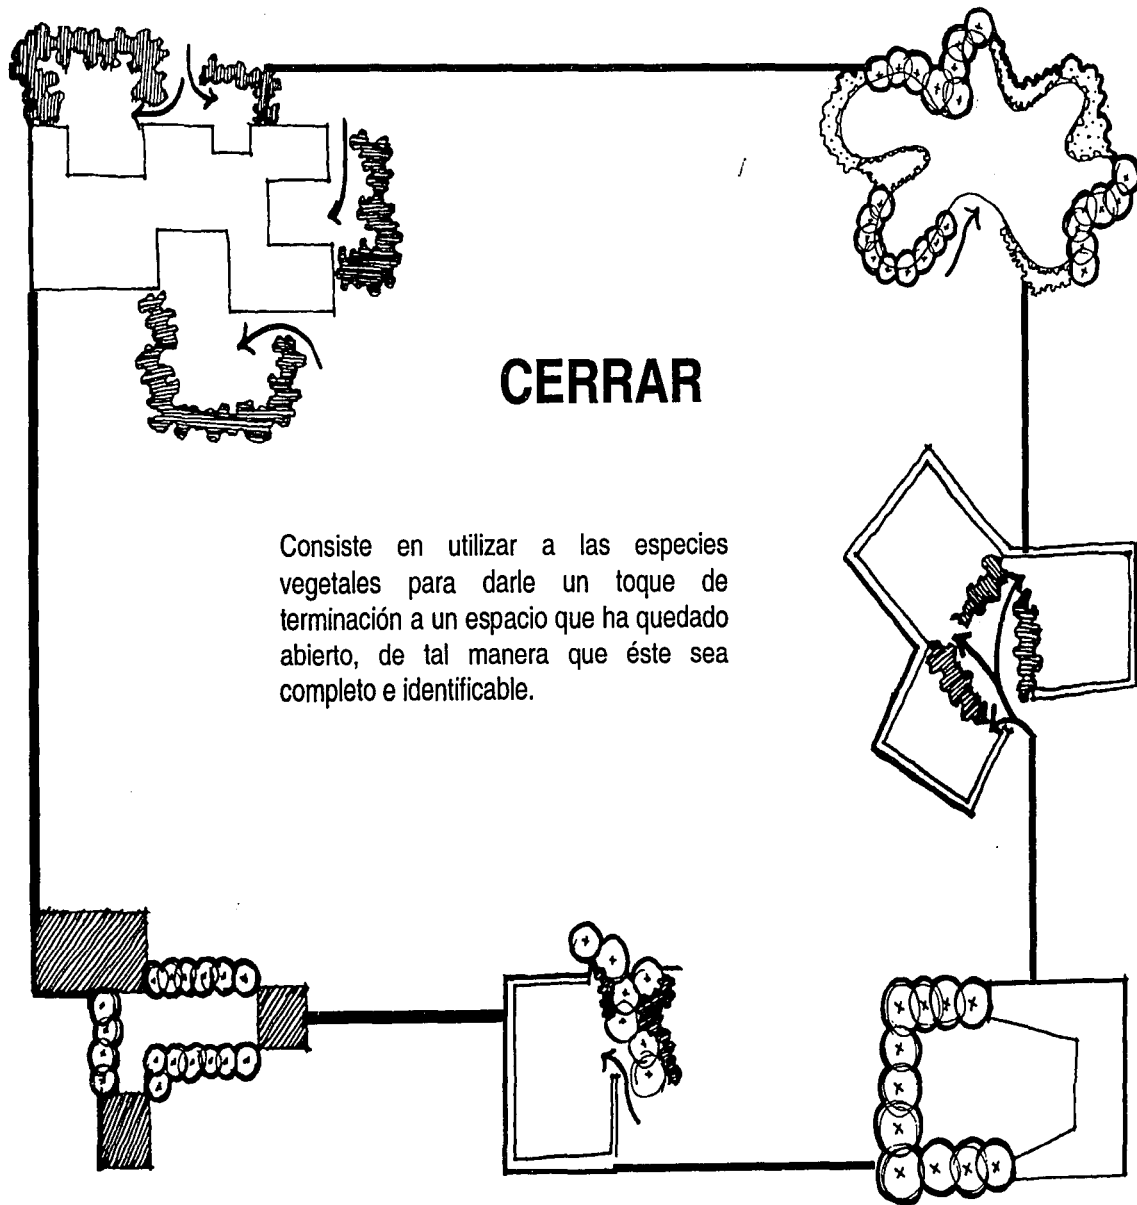 CERRAR
Consiste en utilizar a las especies
vegetales para darle un toque de
terminación a un espacio que ha quedado
abierto, de tal manera que éste sea
completo e identificable.